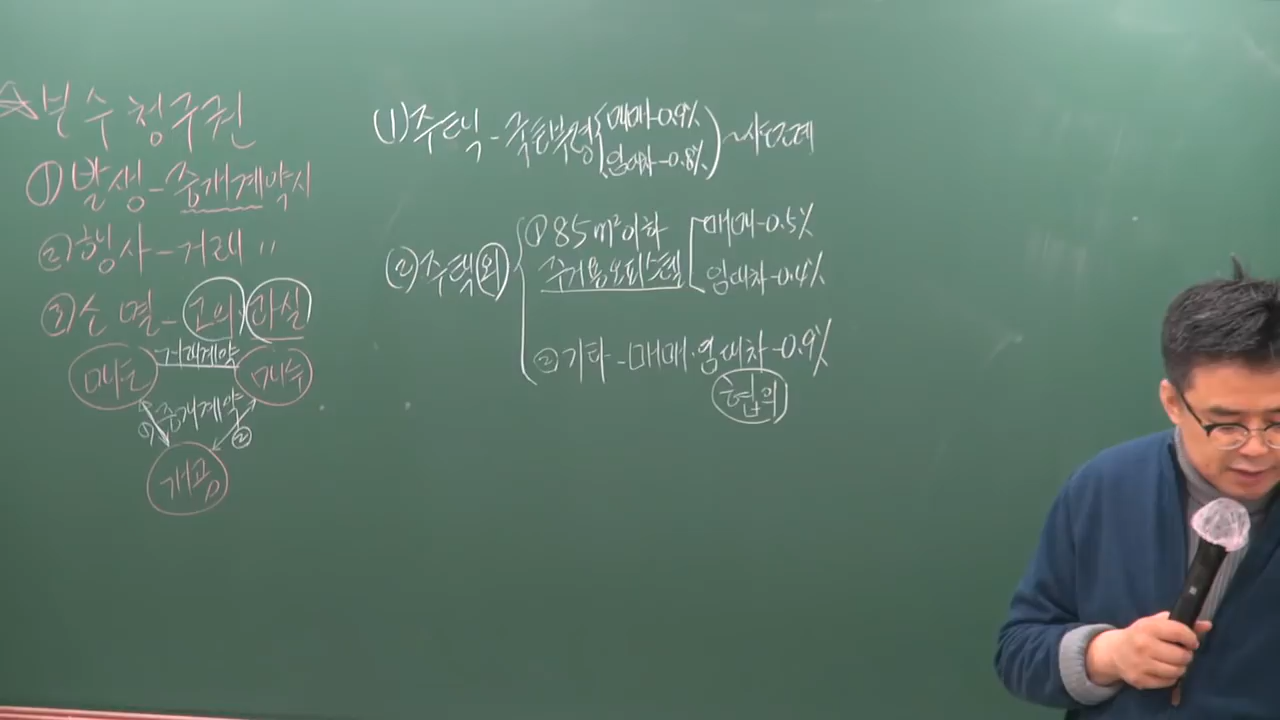 ☆보수청구권
①발생-중개계약시
②행사-거래 〃
③소멸-고의·과실
매도 거래계약 매수
중개계약
① ②
개공
(1)주택-국토부령(매매-0.9% 임대차-0.8%)~시도조례
(2)주택외
①85m²이하 매매-0.5%
주거용오피스텔 임대차-0.4%
②기타-매매·임대차-0.9%
협의